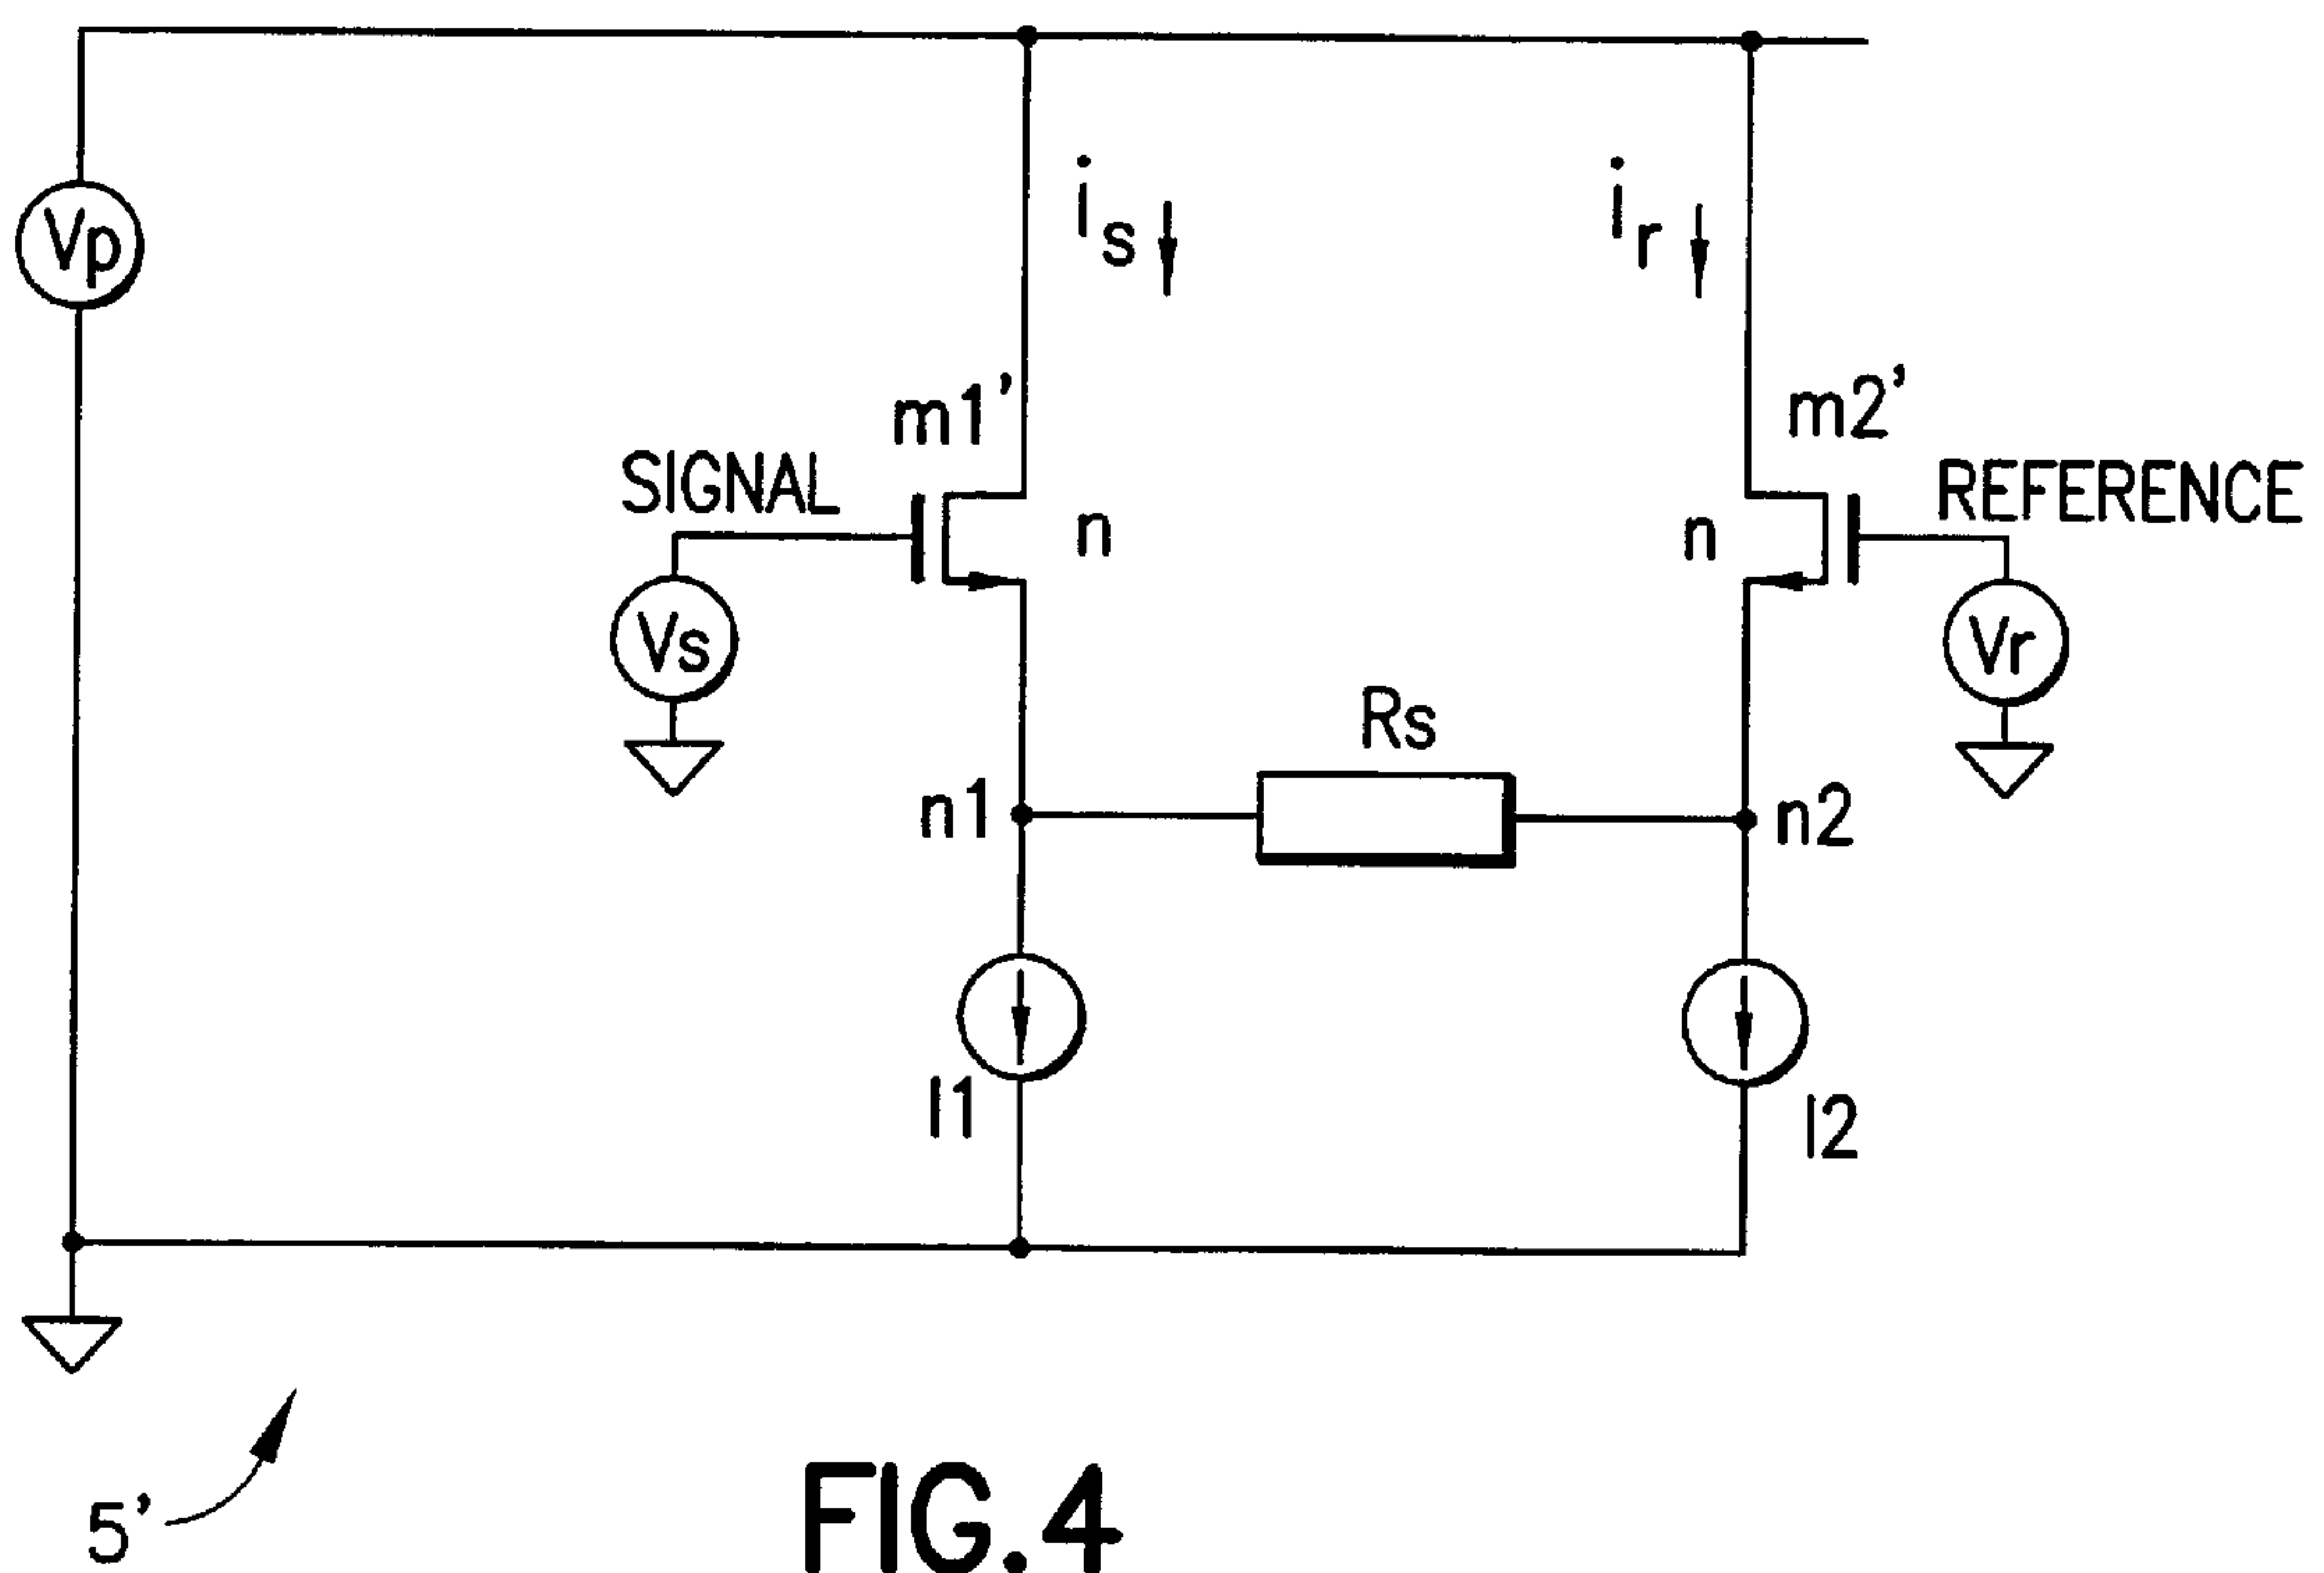 Vp
i s
i r
m1'
m2'
SIGNAL
REFERENCE
n
n
Vs
Vr
Rs
n1
n2
I1
I2
5'
FIG.4